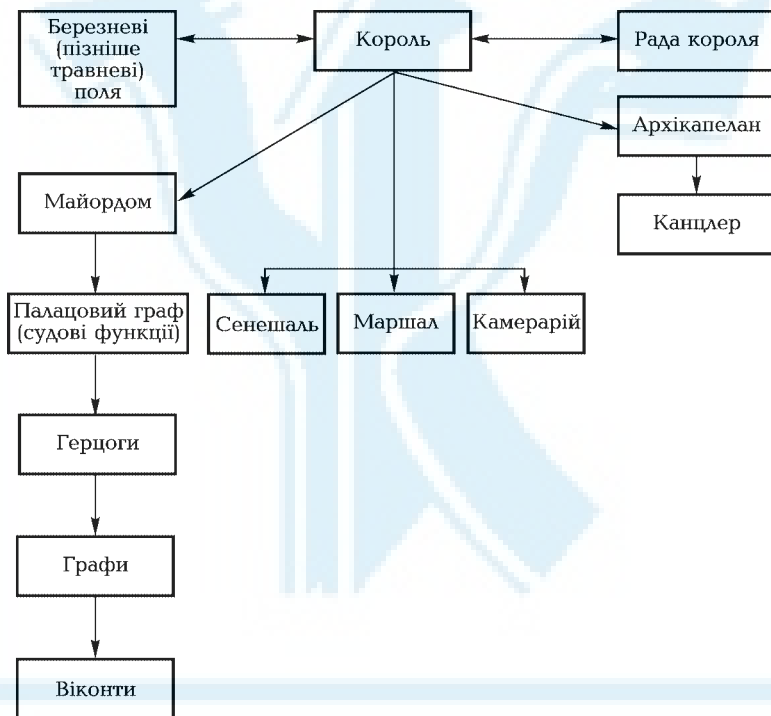 Березневі
(пізніше
травневі)
поля
Король
Рада короля
Архікапелан
Майордом
Канцлер
Палацовий граф
(судові функції)
Сенешаль
Маршал
Камерарій
Герцоги
Графи
Віконти